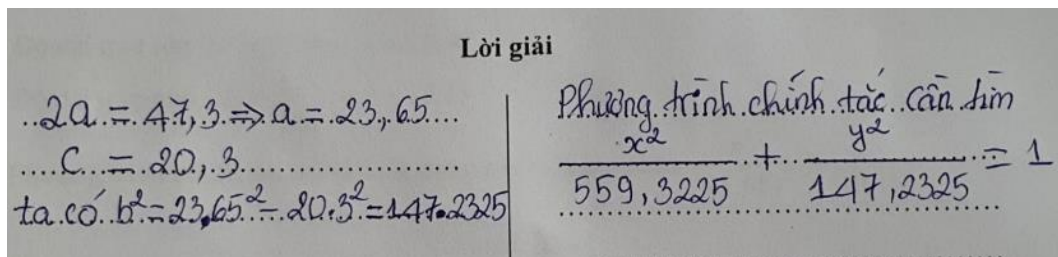 Lời giải
2a = 47,3 => a = 23,65
c = 20,3
ta có b² = 23,65² - 20,3² = 147,2325
Phương trình chính tắc cần tìm
x²/559,3225 + y²/147,2325 = 1